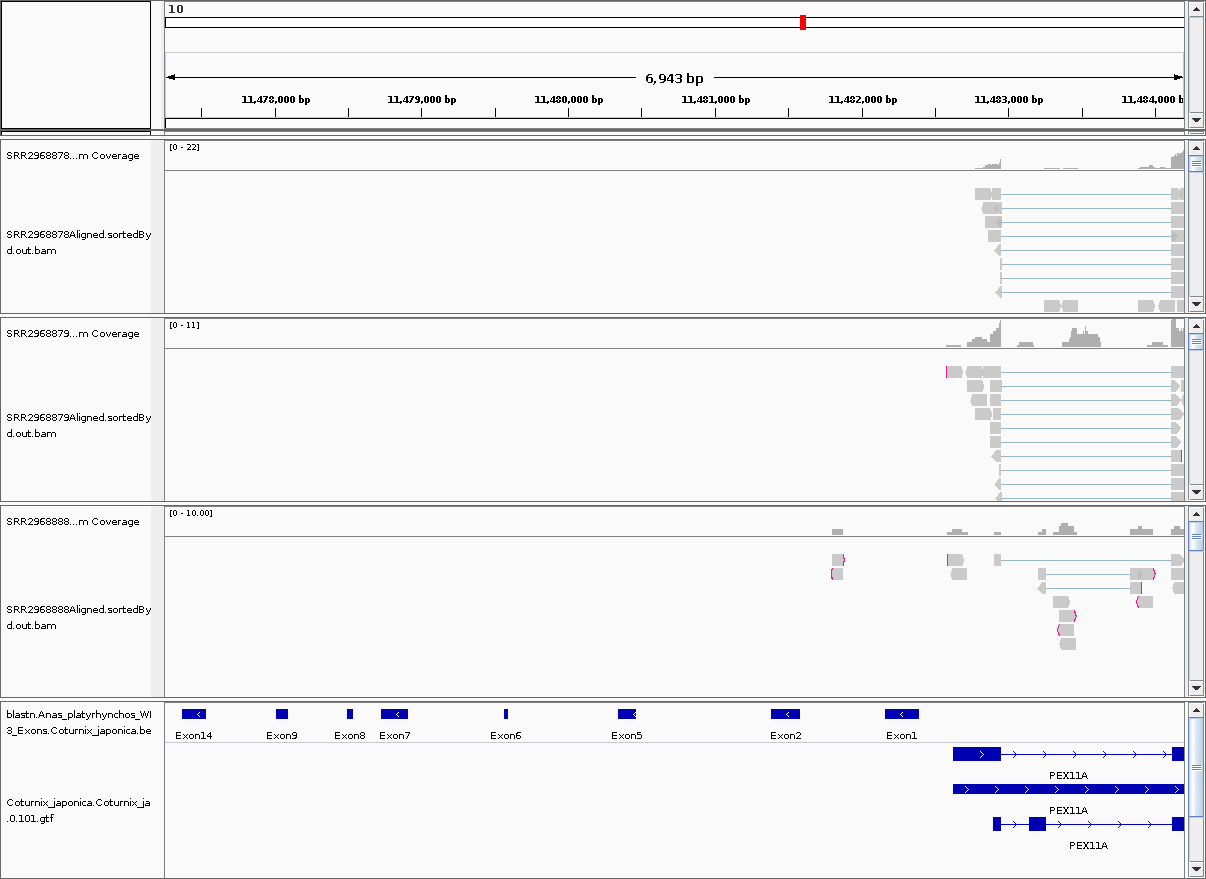 10
6,943 bp
11,478,000 bp 11,479,000 bp 11,480,000 bp 11,481,000 bp 11,482,000 bp 11,483,000 bp 11,484,000 b
SRR2968878...m Coverage
[0 - 22]
SRR2968878Aligned.sortedBy
d.out.bam
SRR2968879...m Coverage
[0 - 11]
SRR2968879Aligned.sortedBy
d.out.bam
SRR2968888...m Coverage
[0 - 10.00]
SRR2968888Aligned.sortedBy
d.out.bam
blastn.Anas_platyrhynchos_WI
3_Exons.Coturnix_japonica.be
Exon14 Exon9 Exon8 Exon7 Exon6 Exon5 Exon2 Exon1
PEX11A
Coturnix_japonica.Coturnix_ja
.0.101.gtf
PEX11A
PEX11A